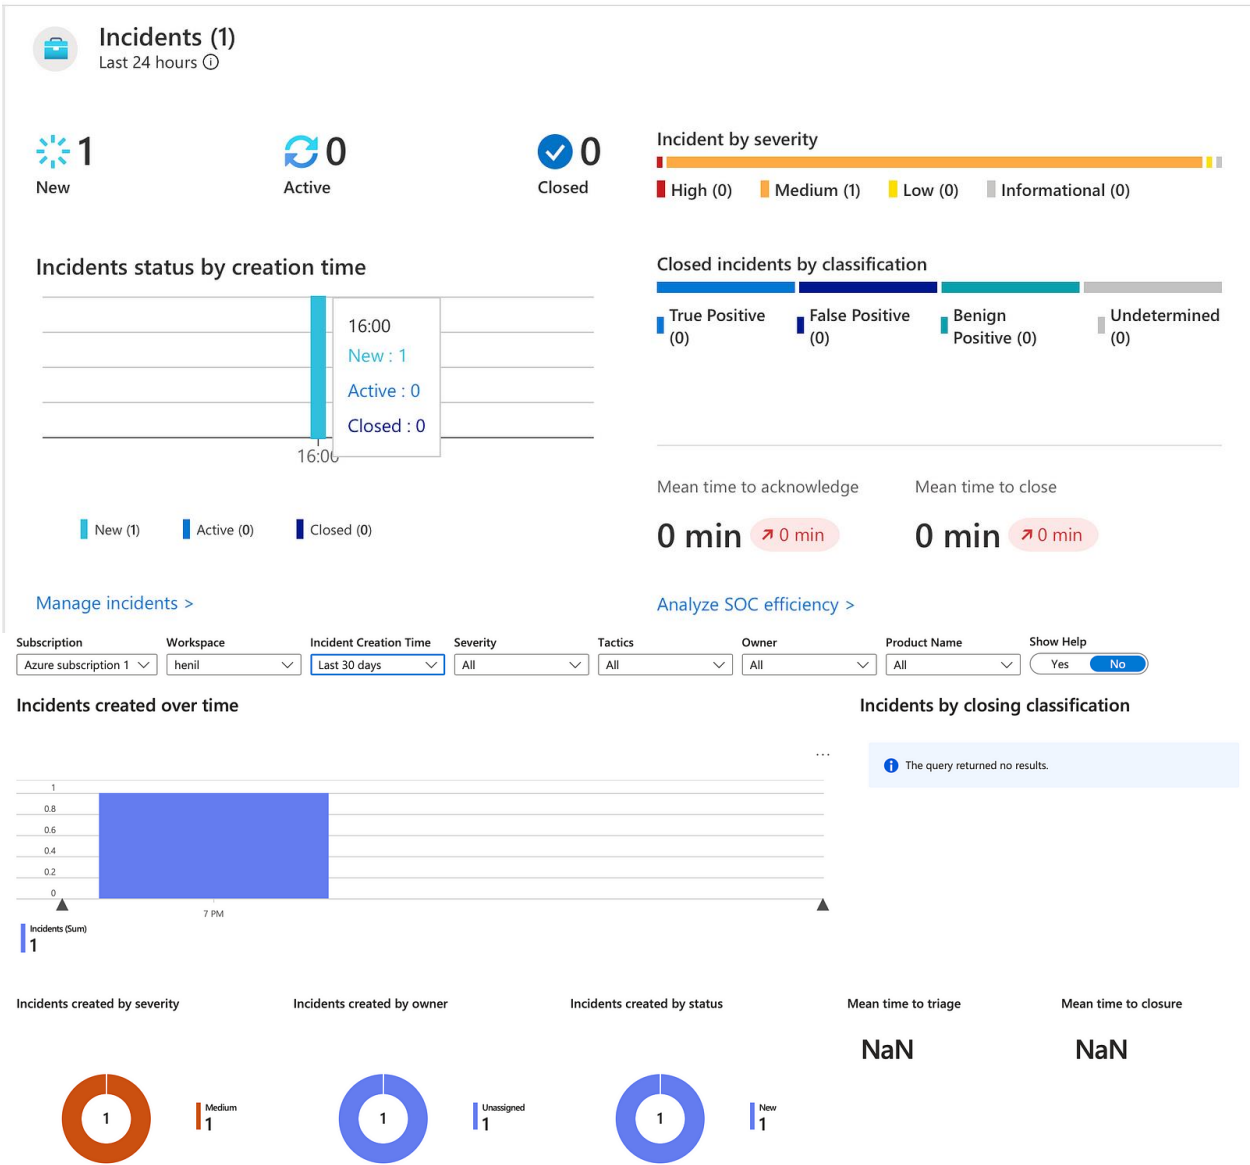 Incidents (1)
Last 24 hours
1
New
0
Active
0
Closed
Incident by severity
High (0) Medium (1) Low (0) Informational (0)
Incidents status by creation time
16:00
New : 1
Active : 0
Closed : 0
16:00
New (1) Active (0) Closed (0)
Manage incidents >
Closed incidents by classification
True Positive (0)
False Positive (0)
Benign Positive (0)
Undetermined (0)
Mean time to acknowledge
0 min 0 min
Mean time to close
0 min 0 min
Analyze SOC efficiency >
Subscription Workspace Incident Creation Time Severity Tactics Owner Product Name Show Help
Azure subscription 1 henil Last 30 days All All All All Yes No
Incidents created over time
...
1
0.8
0.6
0.4
0.2
0
7 PM
Incidents (Sum)
1
Incidents by closing classification
The query returned no results.
Incidents created by severity
1
Medium
1
Incidents created by owner
1
Unassigned
1
Incidents created by status
1
New
1
Mean time to triage
NaN
Mean time to closure
NaN